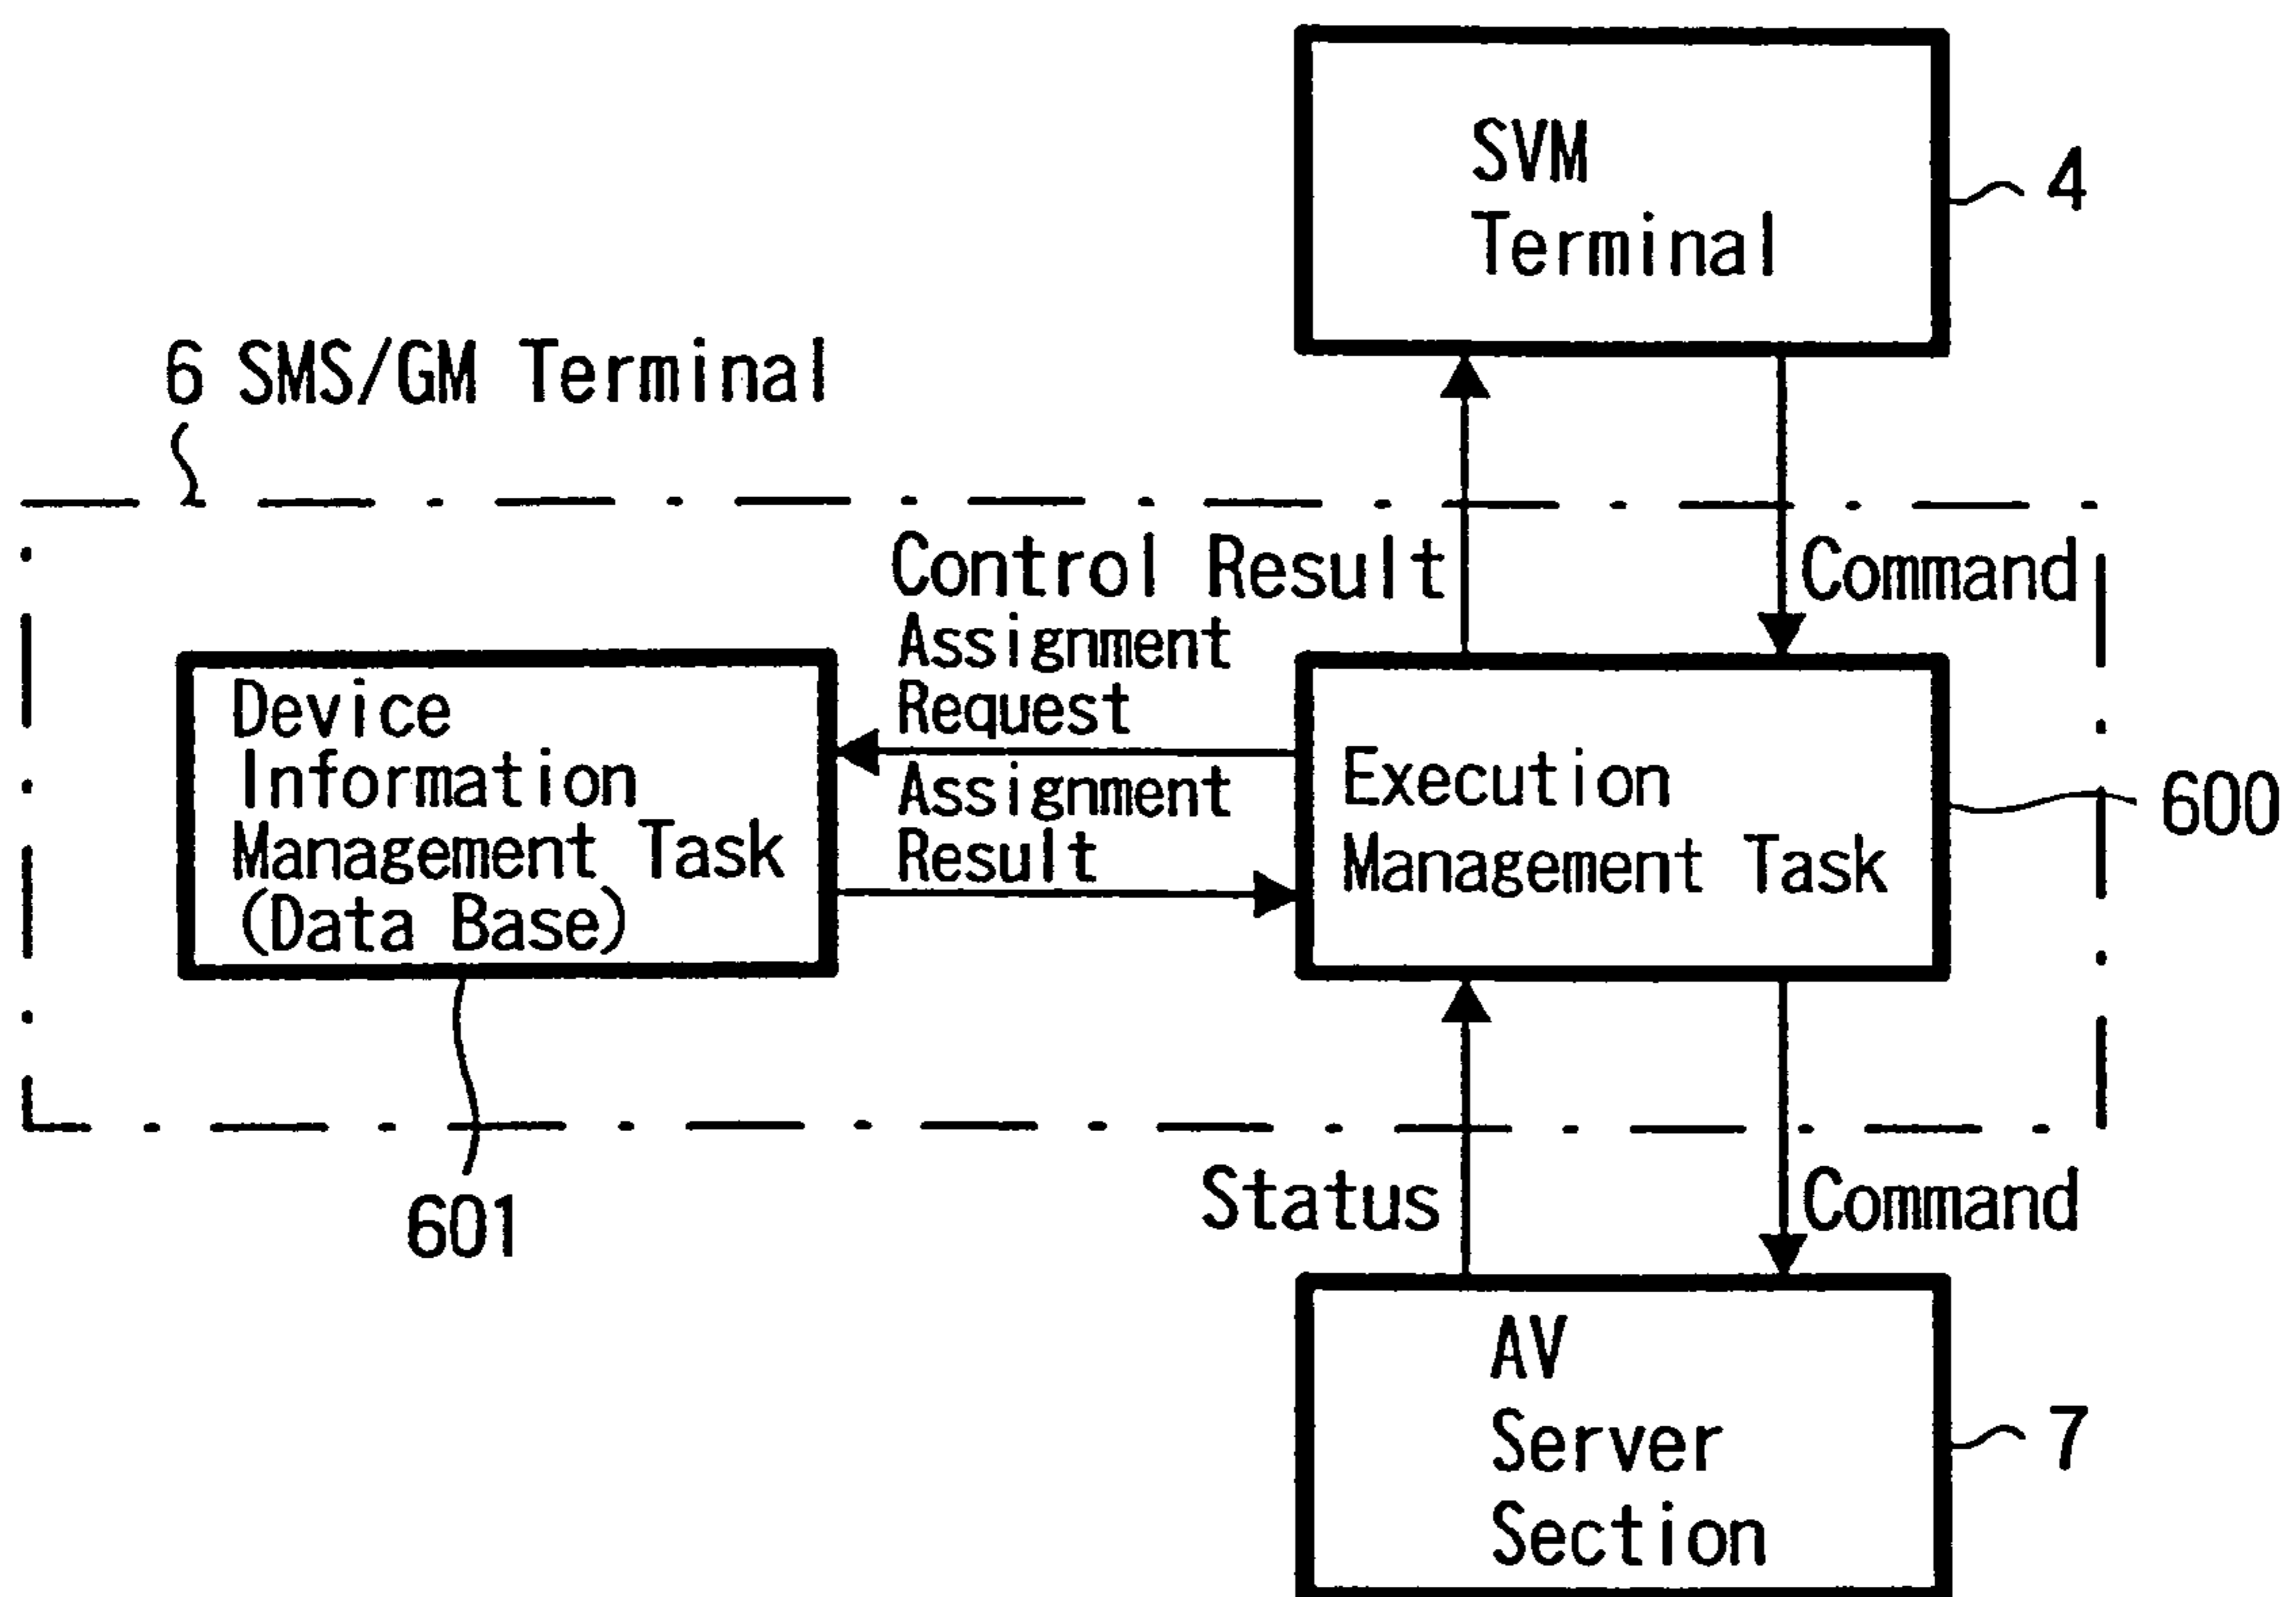 SVM
Terminal
4
6 SMS/GM Terminal
Control Result
Command
Assignment
Request
Device
Information
Management Task
(Data Base)
Assignment
Result
Execution
Management Task
600
601
Status
Command
AV
Server
Section
7